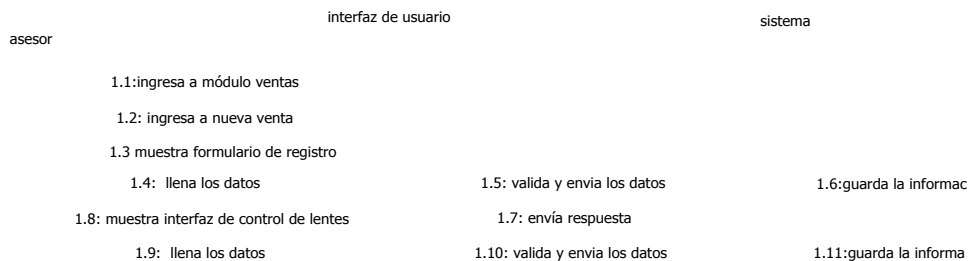 interfaz de usuario
sistema
asesor
1.1:ingresa a módulo ventas
1.2: ingresa a nueva venta
1.3 muestra formulario de registro
1.4: llena los datos
1.5: valida y envia los datos
1.6:guarda la informac
1.8: muestra interfaz de control de lentes
1.7: envía respuesta
1.9: llena los datos
1.10: valida y envia los datos
1.11:guarda la informa